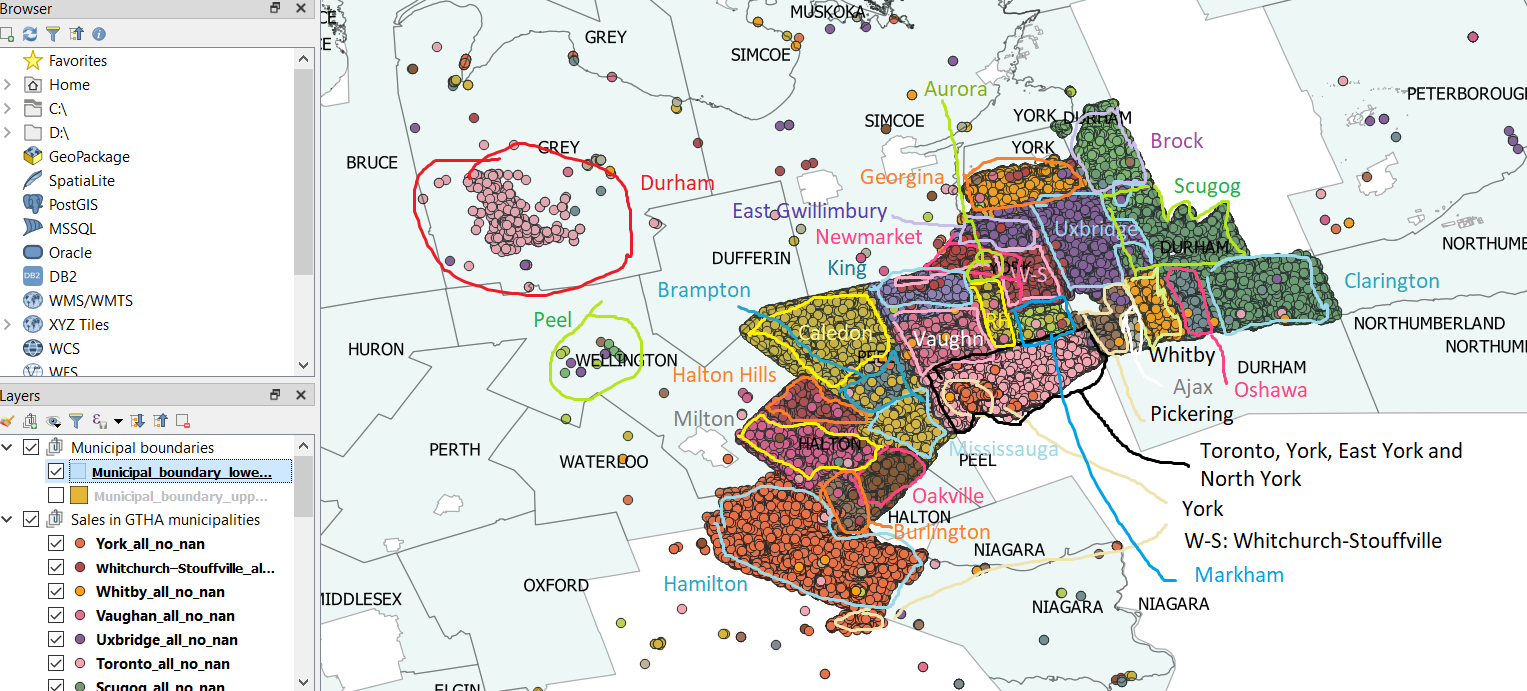 Browser
Favorites
Home
C:\
D:\
GeoPackage
SpatiaLite
PostGIS
MSSQL
Oracle
DB2
DB2
WMS/WMTS
XYZ Tiles
WCS
WFS
Layers
Municipal boundaries
Municipal_boundary_lowe...
Municipal_boundary_upp...
Sales in GTHA municipalities
York_all_no_nan
Whitchurch-Stouffville_al...
Whitby_all_no_nan
Vaughan_all_no_nan
Uxbridge_all_no_nan
Toronto_all_no_nan
Scugog_all_no_nan
MUSKOKA
GREY
SIMCOE
Aurora
PETERBOROUGH
SIMCOE
YORK
DURHAM
BRUCE
GREY
YORK
Brock
Durham
Georgina
Scugog
East Gwillimbury
Uxbridge
Newmarket
DURHAM
NORTHUMBE
DUFFERIN
King
W-S
Brampton
Clarington
Peel
Caledon
Vaughn
NORTHUMBERLAND
HURON
WELLINGTON
PEEL
Whitby
NORTHUM
Halton Hills
DURHAM
Ajax
Oshawa
Milton
Pickering
PERTH
HALTON
Mississauga
WATERLOO
PEEL
Toronto, York, East York and
North York
Oakville
York
HALTON
Burlington
W-S: Whitchurch-Stouffville
NIAGARA
Markham
OXFORD
Hamilton
MIDDLESEX
NIAGARA
NIAGARA
ELGIN